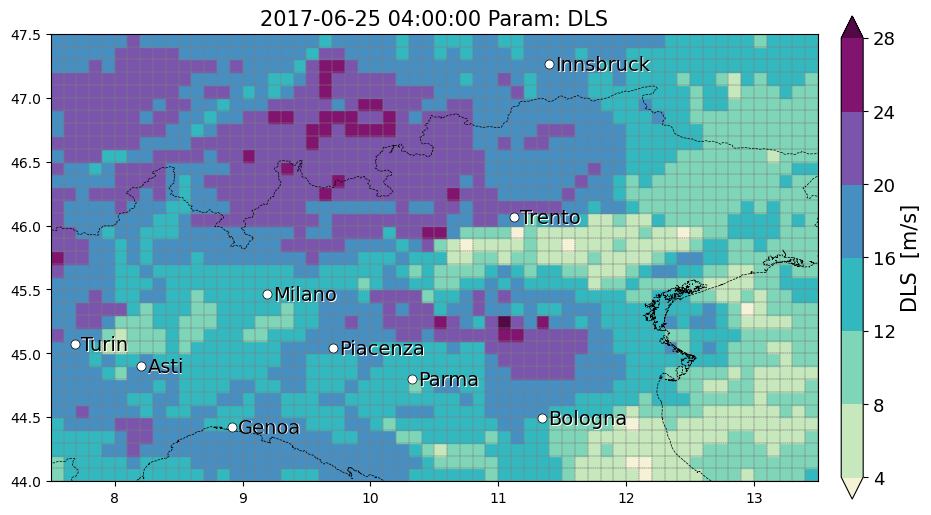 2017-06-25 04:00:00 Param: DLS
47.5
47.0
46.5
46.0
45.5
45.0
44.5
44.0
8
9
10
11
12
13
Innsbruck
Trento
Milano
Turin
Piacenza
Asti
Parma
Bologna
Genoa
28
24
20
16
12
8
4
DLS [m/s]